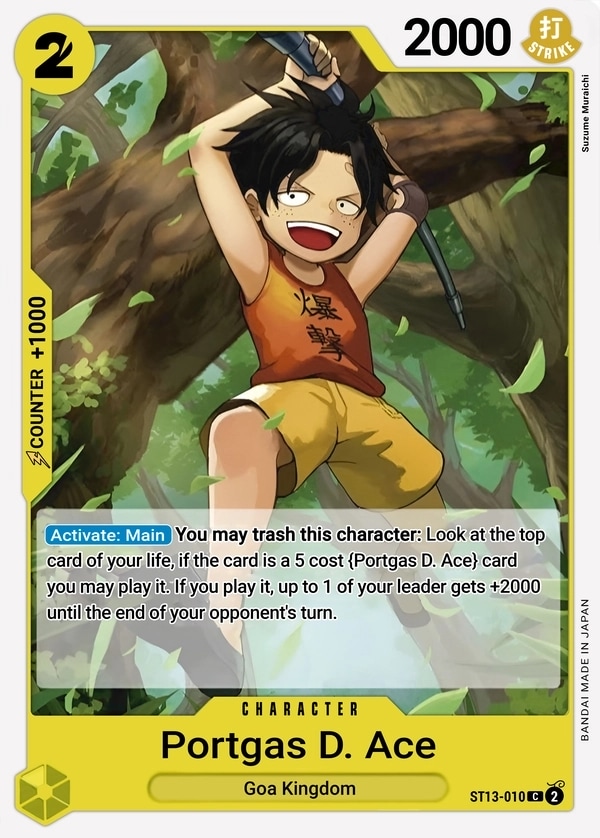 2
2000
打
STRIKE
Suzume Muraichi
爆
撃
COUNTER +1000
Activate: Main You may trash this character: Look at the top
card of your life, if the card is a 5 cost {Portgas D. Ace} card
you may play it. If you play it, up to 1 of your leader gets +2000
until the end of your opponent's turn.
BANDAI MADE IN JAPAN
CHARACTER
Portgas D. Ace
Goa Kingdom
ST13-010 C 2